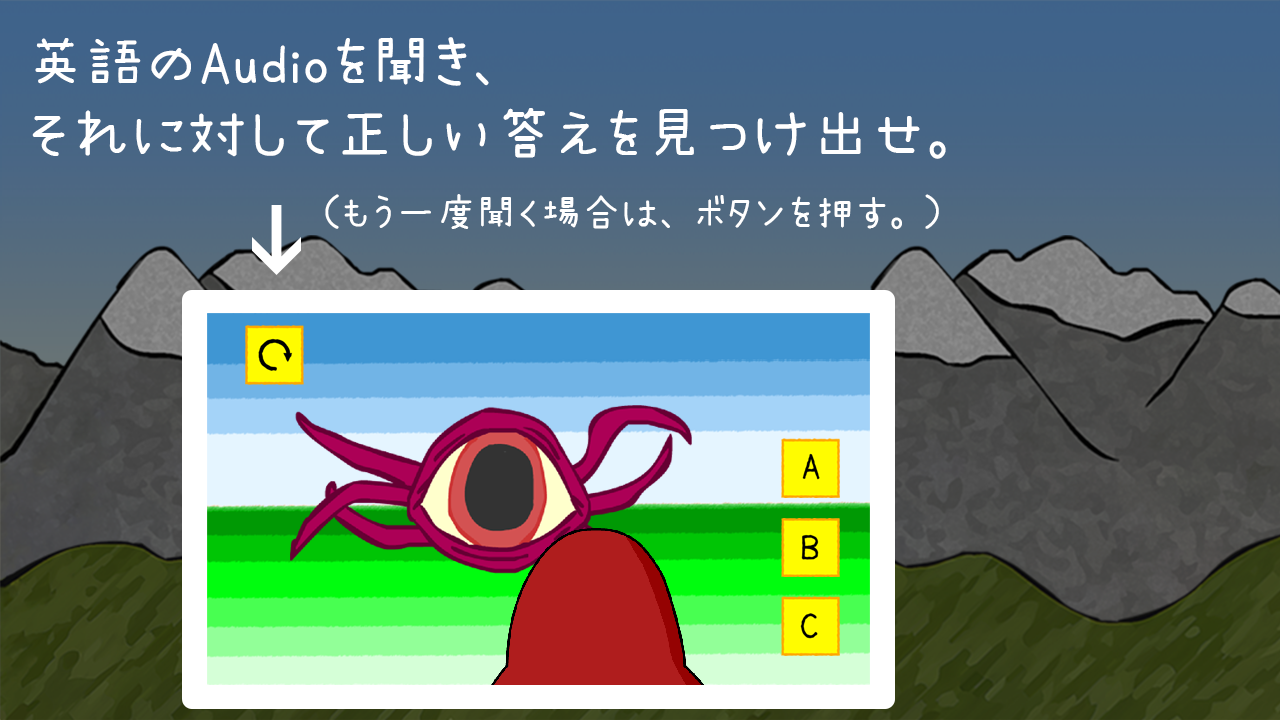 英語のAudioを聞き、
それに対して正しい答えを見つけ出せ。
（もう一度聞く場合は、ボタンを押す。）
A
B
C